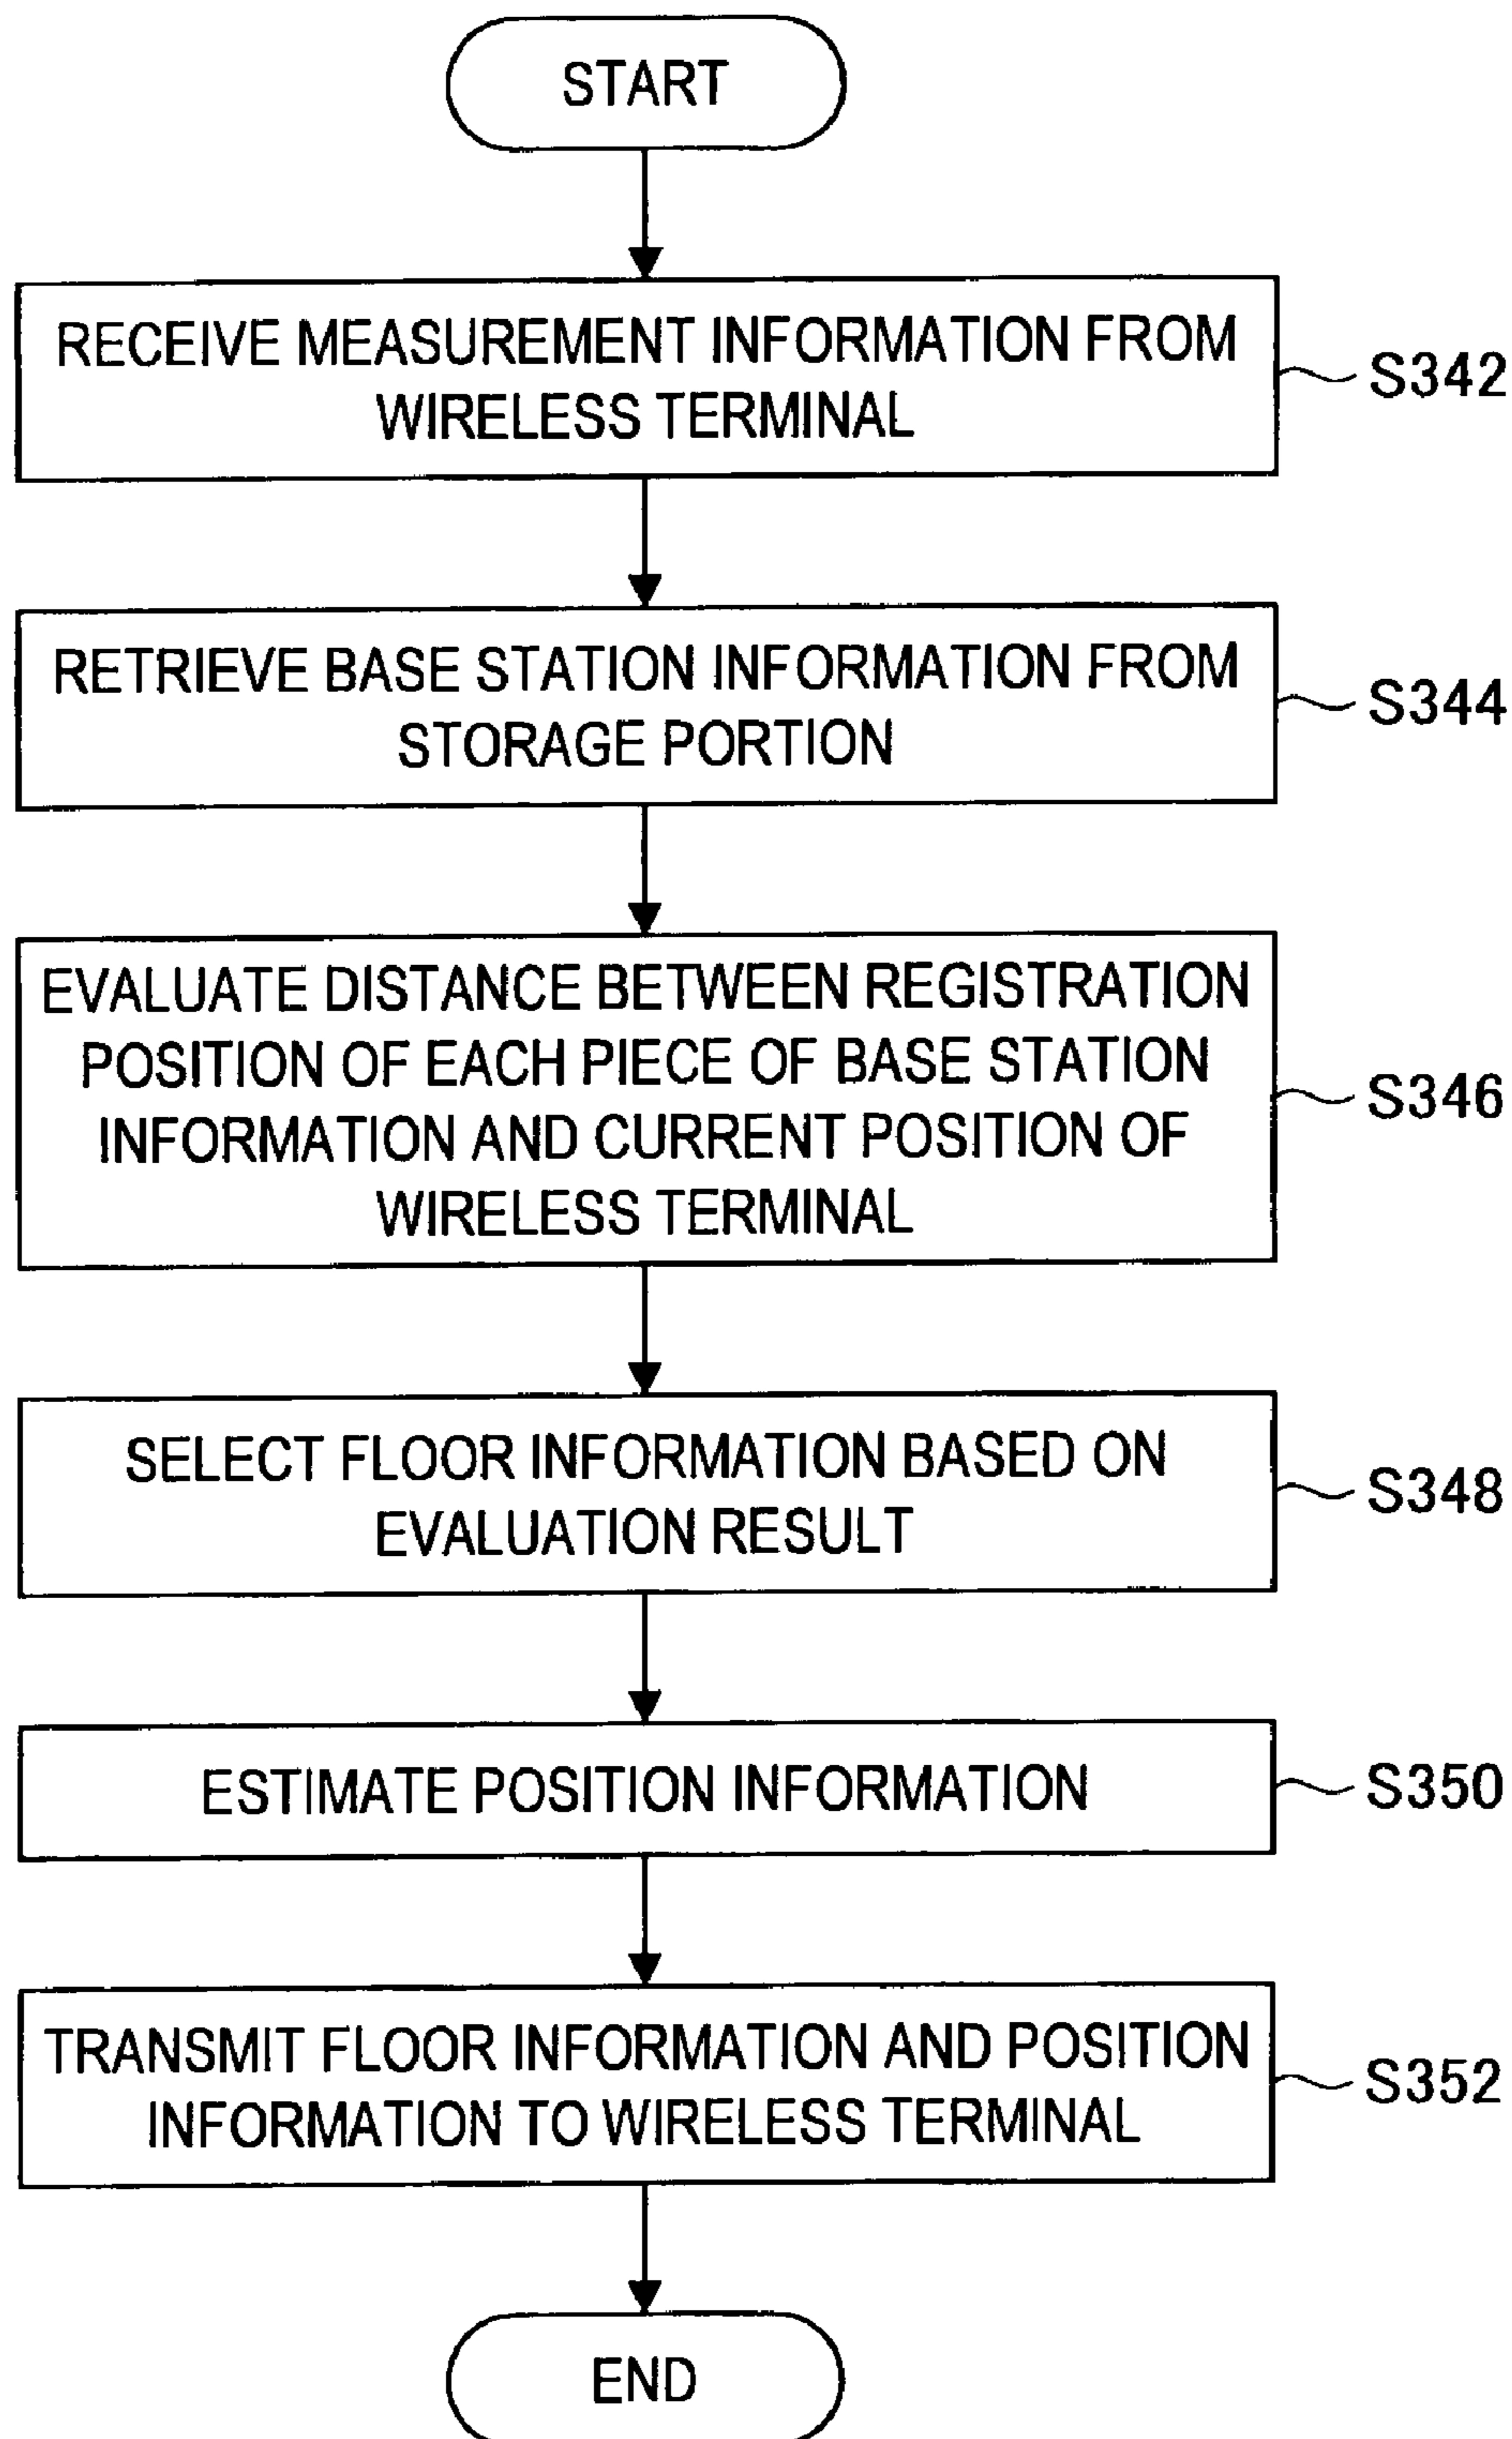 START
RECEIVE MEASUREMENT INFORMATION FROM
WIRELESS TERMINAL
S342
RETRIEVE BASE STATION INFORMATION FROM
STORAGE PORTION
S344
EVALUATE DISTANCE BETWEEN REGISTRATION
POSITION OF EACH PIECE OF BASE STATION
INFORMATION AND CURRENT POSITION OF
WIRELESS TERMINAL
S346
SELECT FLOOR INFORMATION BASED ON
EVALUATION RESULT
S348
ESTIMATE POSITION INFORMATION
S350
TRANSMIT FLOOR INFORMATION AND POSITION
INFORMATION TO WIRELESS TERMINAL
S352
END